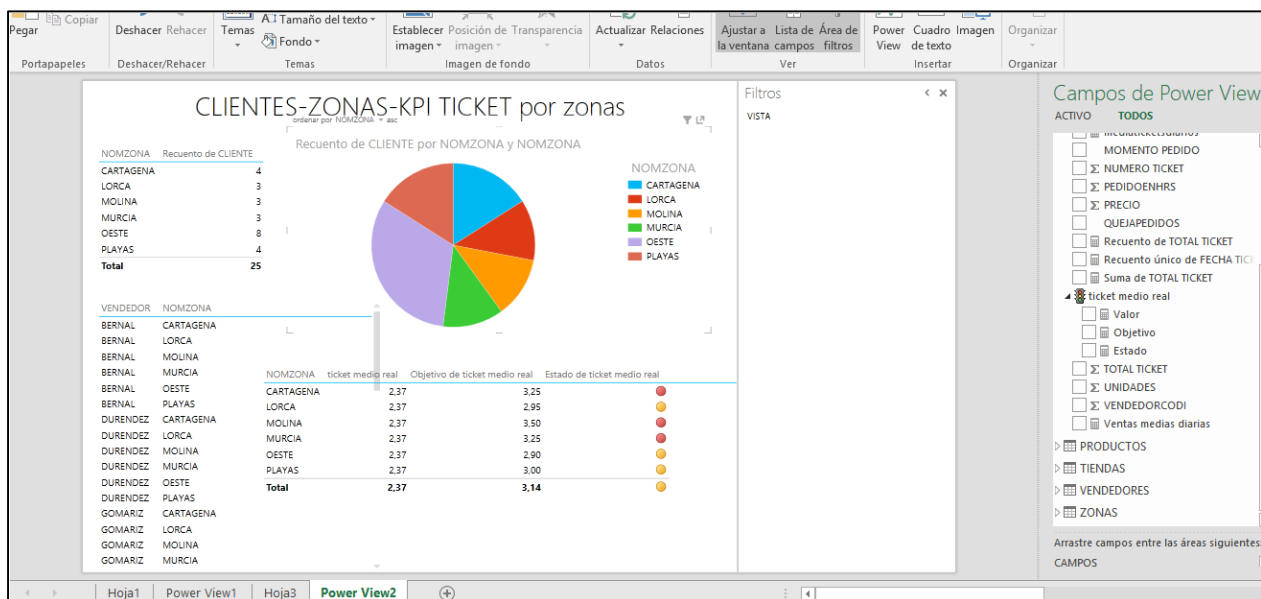 Pegar Copiar
Deshacer Rehacer
Temas
Tamaño del texto
Fondo
Establecer Posición de Transparencia
imagen imagen
Actualizar Relaciones
Ajustar a Lista de Área de
la ventana campos filtros
Power Cuadro Imagen
View de texto
Organizar
Portapapeles Deshacer/Rehacer Temas Imagen de fondo Datos Ver Insertar Organizar
CLIENTES-ZONAS-KPI TICKET por zonas
ordenar por NOMZONA asc
Recuento de CLIENTE por NOMZONA y NOMZONA
NOMZONA Recuento de CLIENTE
CARTAGENA 4
LORCA 3
MOLINA 3
MURCIA 3
OESTE 8
PLAYAS 4
Total 25
NOMZONA
CARTAGENA
LORCA
MOLINA
MURCIA
OESTE
PLAYAS
VENDEDOR NOMZONA
BERNAL CARTAGENA
BERNAL LORCA
BERNAL MOLINA
BERNAL MURCIA
BERNAL OESTE
BERNAL PLAYAS
DURENDEZ CARTAGENA
DURENDEZ LORCA
DURENDEZ MOLINA
DURENDEZ MURCIA
DURENDEZ OESTE
DURENDEZ PLAYAS
GOMARIZ CARTAGENA
GOMARIZ LORCA
GOMARIZ MOLINA
GOMARIZ MURCIA
NOMZONA ticket medio real Objetivo de ticket medio real Estado de ticket medio real
CARTAGENA 2,37 3,25
LORCA 2,37 2,95
MOLINA 2,37 3,50
MURCIA 2,37 3,25
OESTE 2,37 2,90
PLAYAS 2,37 3,00
Total 2,37 3,14
Filtros
VISTA
Campos de Power View
ACTIVO TODOS
mediaticketsdiarios
MOMENTO PEDIDO
∑ NUMERO TICKET
∑ PEDIDOENHRS
∑ PRECIO
QUEJAPEDIDOS
Recuento de TOTAL TICKET
Recuento único de FECHA TIC
Suma de TOTAL TICKET
ticket medio real
Valor
Objetivo
Estado
∑ TOTAL TICKET
∑ UNIDADES
∑ VENDEDORCODI
Ventas medias diarias
PRODUCTOS
TIENDAS
VENDEDORES
ZONAS
Arrastre campos entre las áreas siguientes:
CAMPOS
Hoja1 Power View1 Hoja3 Power View2